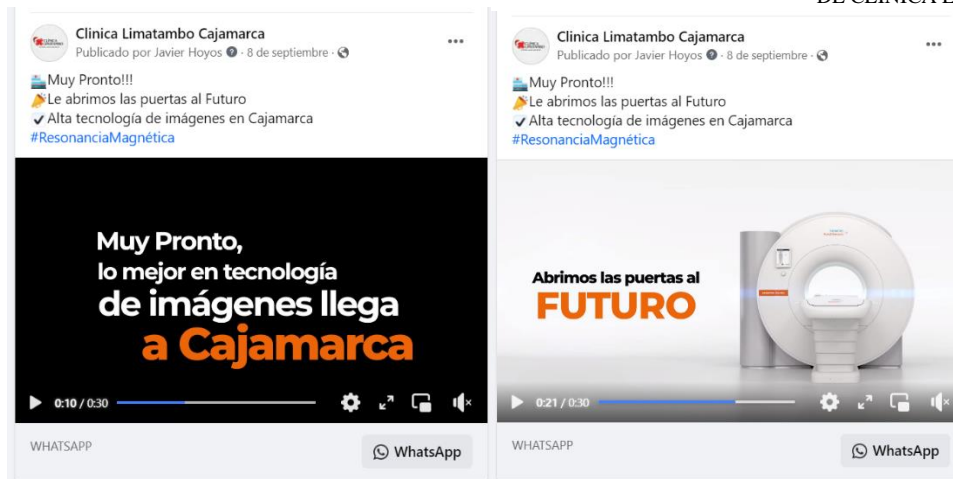 DE CLINICA
Clinica Limatambo Cajamarca
Publicado por Javier Hoyos · 8 de septiembre ·
Muy Pronto!!!
Le abrimos las puertas al Futuro
Alta tecnología de imágenes en Cajamarca
#ResonanciaMagnética
Muy Pronto,
lo mejor en tecnología
de imágenes llega
a Cajamarca
0:10 / 0:30
WHATSAPP
WhatsApp
Clinica Limatambo Cajamarca
Publicado por Javier Hoyos · 8 de septiembre ·
Muy Pronto!!!
Le abrimos las puertas al Futuro
Alta tecnología de imágenes en Cajamarca
#ResonanciaMagnética
Abrimos las puertas al
FUTURO
0:21 / 0:30
WHATSAPP
WhatsApp